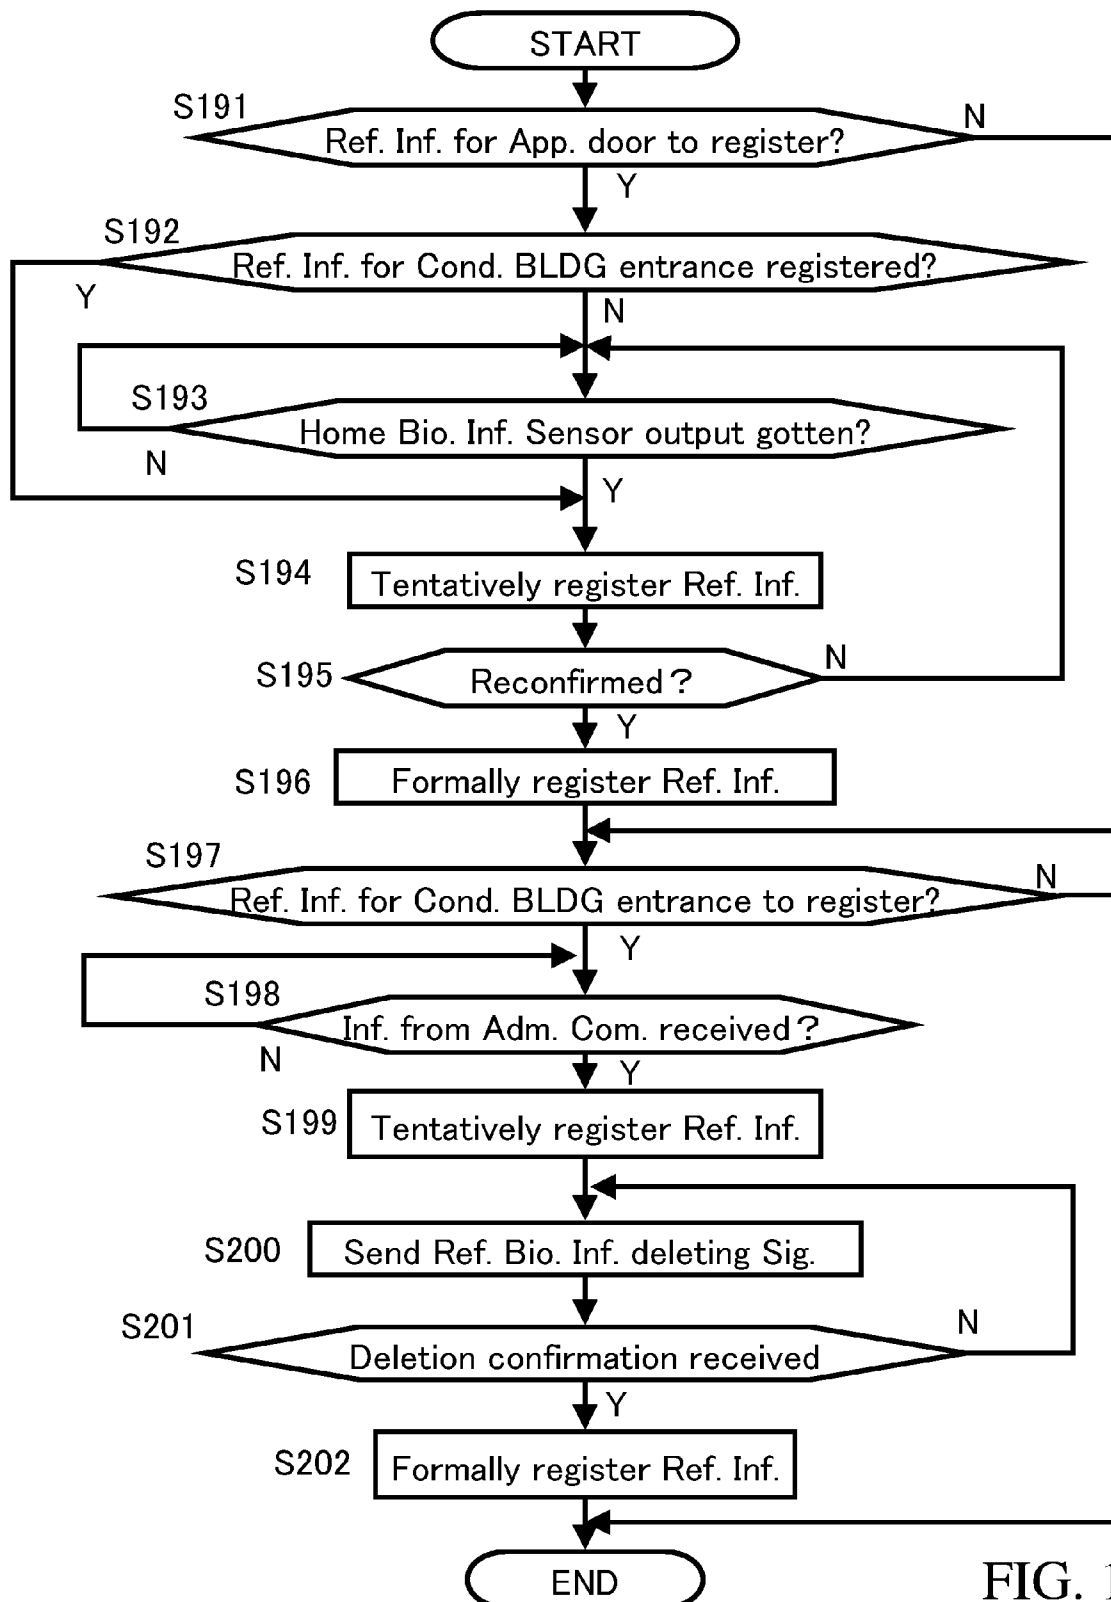 START
S191
N
Ref. Inf. for App. door to register?
Y
S192
Ref. Inf. for Cond. BLDG entrance registered?
Y
N
S193
Home Bio. Inf. Sensor output gotten?
N
Y
S194
Tentatively register Ref. Inf.
S195
N
Reconfirmed?
Y
S196
Formally register Ref. Inf.
S197
N
Ref. Inf. for Cond. BLDG entrance to register?
Y
S198
Inf. from Adm. Com. received?
N
Y
S199
Tentatively register Ref. Inf.
S200
Send Ref. Bio. Inf. deleting Sig.
S201
N
Deletion confirmation received
Y
S202
Formally register Ref. Inf.
END
FIG. 1